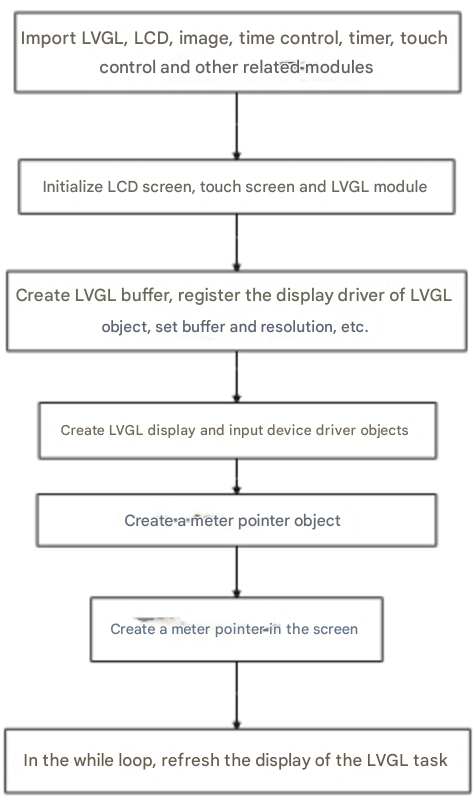 Import LVGL, LCD, image, time control, timer, touch
control and other related modules
Initialize LCD screen, touch screen and LVGL module
Create LVGL buffer, register the display driver of LVGL
object, set buffer and resolution, etc.
Create LVGL display and input device driver objects
Create a meter pointer object
Create a meter pointer in the screen
In the while loop, refresh the display of the LVGL task